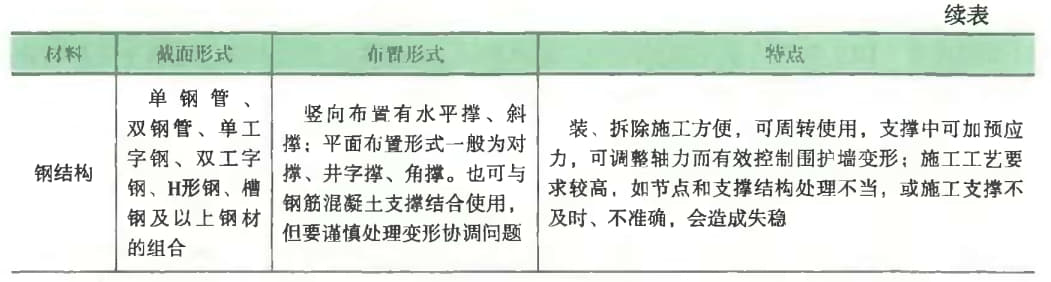 续表
材料 截面形式 布置形式 特点
钢结构
单钢管、
双钢管、单工
字钢、双工字
钢、H形钢、槽
钢及以上钢材
的组合
竖向布置有水平撑、斜
撑；平面布置形式一般为对
撑、井字撑、角撑。也可与
钢筋混凝土支撑结合使用，
但要谨慎处理变形协调问题
装、拆除施工方便，可周转使用，支撑中可加预应
力，可调整轴力而有效控制围护墙变形；施工工艺要
求较高，如节点和支撑结构处理不当，或施工支撑不
及时、不准确，会造成失稳